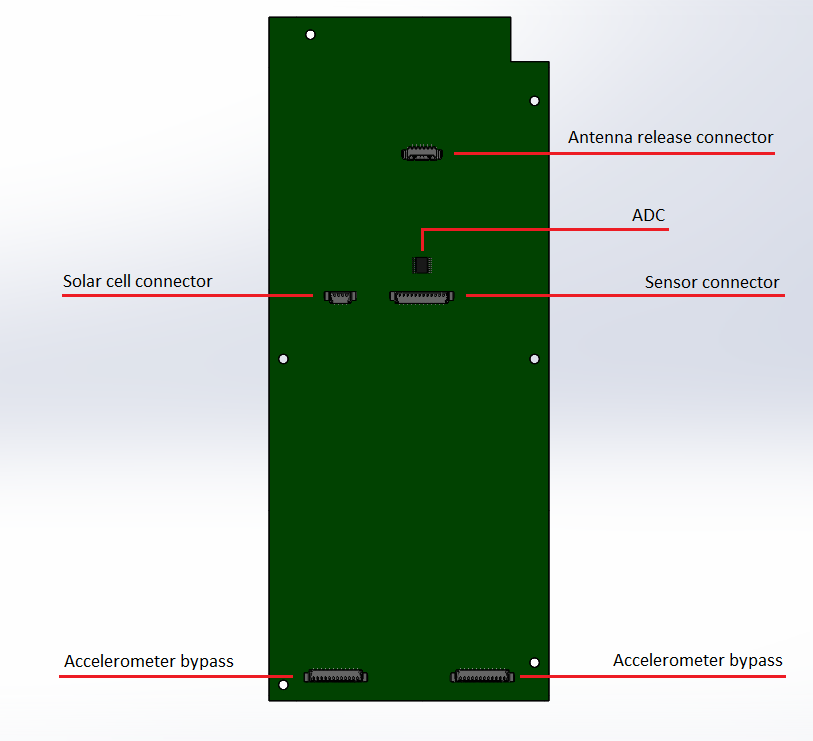 Antenna release connector
ADC
Solar cell connector
Sensor connector
Accelerometer bypass
Accelerometer bypass